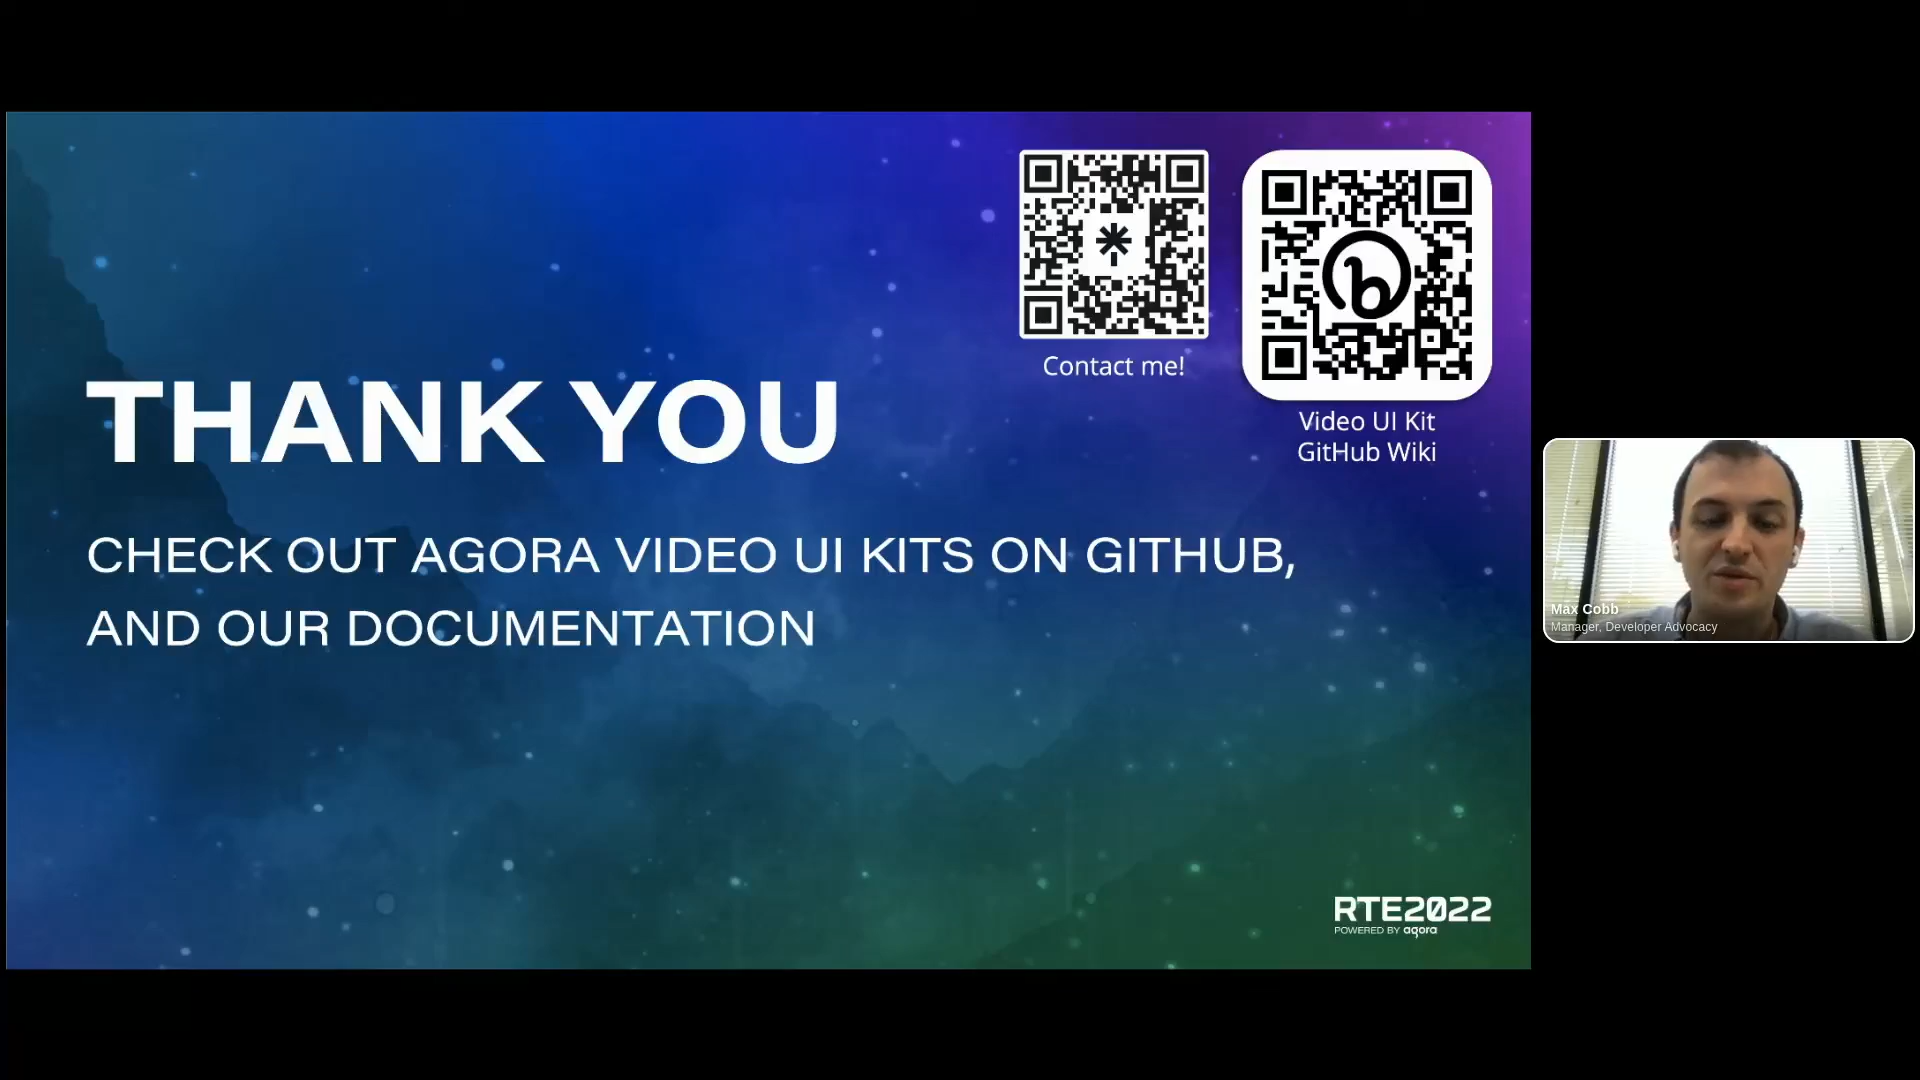 Contact me!
Video UI Kit
GitHub Wiki
THANK YOU
CHECK OUT AGORA VIDEO UI KITS ON GITHUB,
AND OUR DOCUMENTATION
Max Cobb
Manager, Developer Advocacy
RTE2022
POWERED BY agora